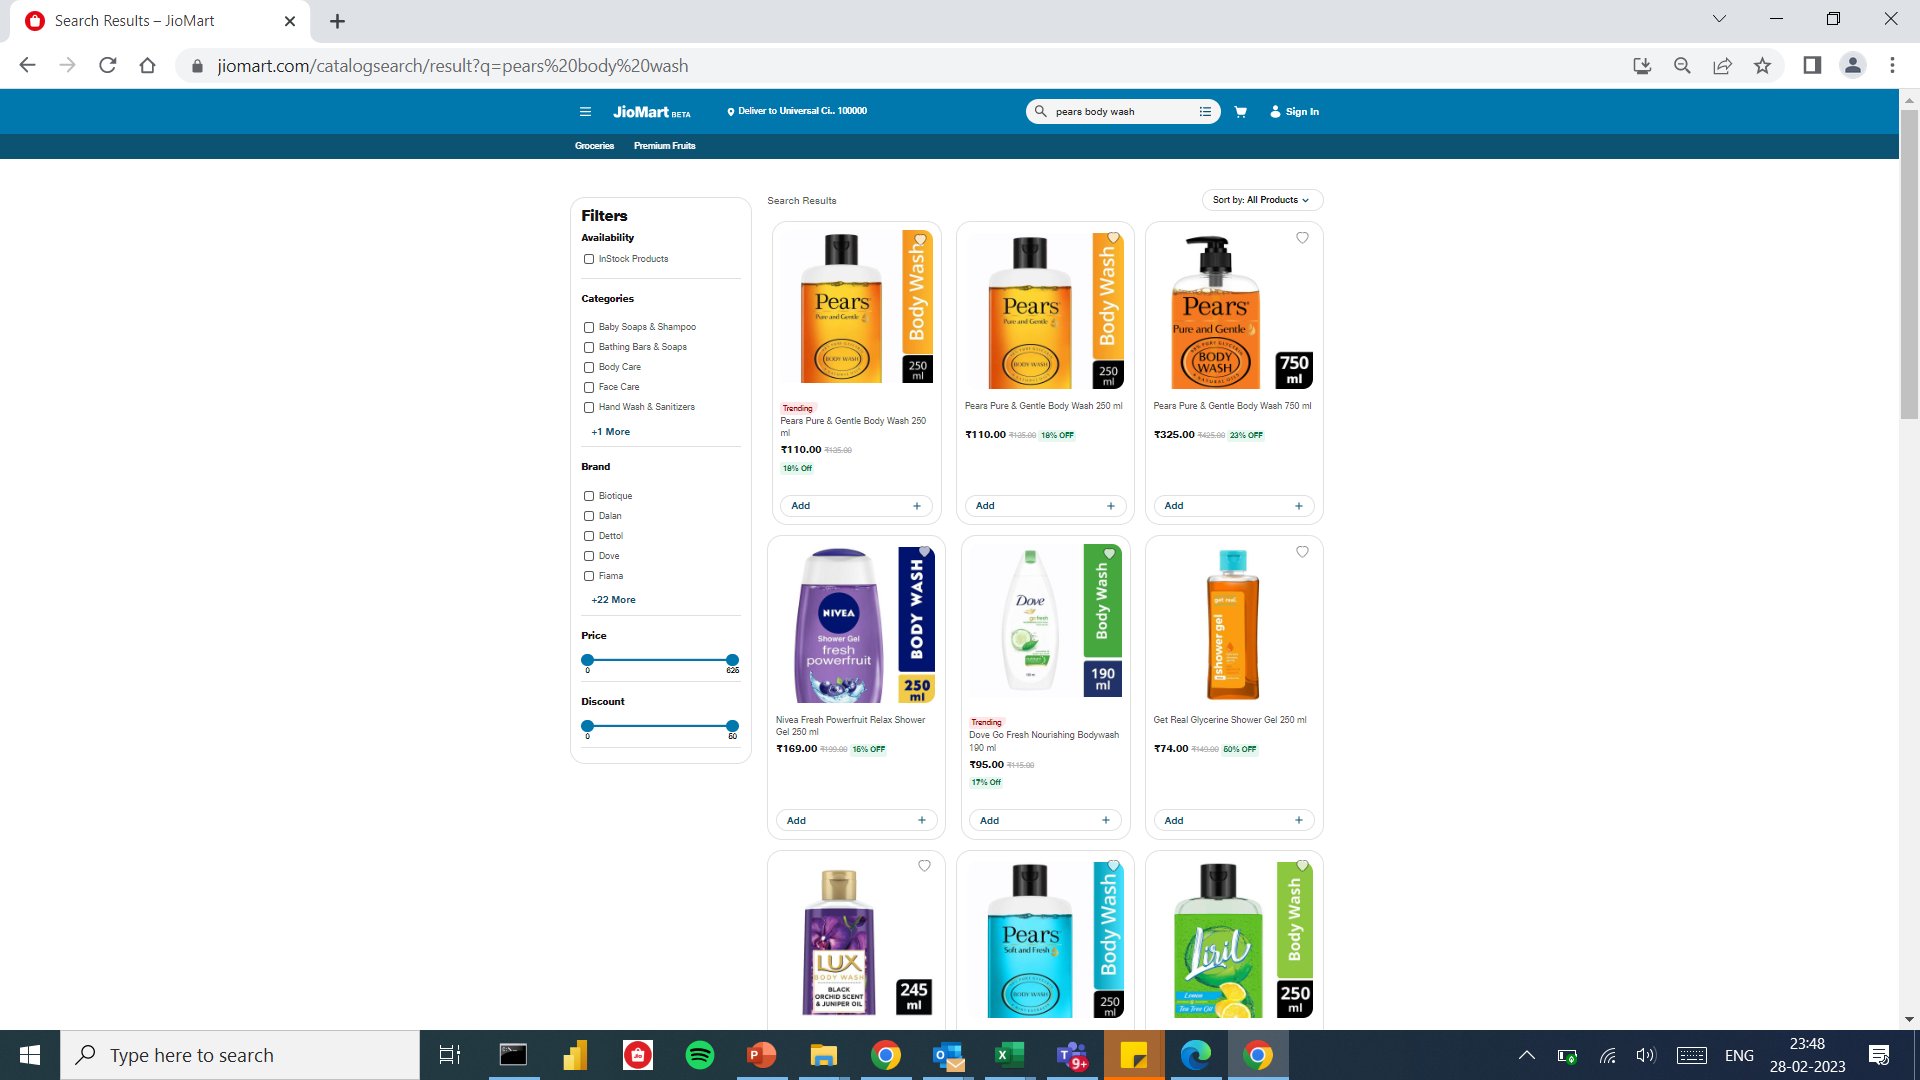 Search Results – JioMart
jiomart.com/catalogsearch/result?q=pears%20body%20wash
JioMart BETA
Deliver to Universal Ci.. 100000
pears body wash
Sign In
Groceries
Premium Fruits
Filters
Availability
InStock Products
Categories
Baby Soaps & Shampoo
Bathing Bars & Soaps
Body Care
Face Care
Hand Wash & Sanitizers
+1 More
Brand
Biotique
Dalan
Dettol
Dove
Fiama
+22 More
Price
0
625
Discount
0
50
Search Results
Sort by: All Products
Pears
Pure and Gentle
BODY WASH
Body Wash
250
ml
Trending
Pears Pure & Gentle Body Wash 250
ml
₹110.00 ₹135.00
18% Off
Add +
Pears
Pure and Gentle
BODY WASH
Body Wash
250
ml
Pears Pure & Gentle Body Wash 250 ml
₹110.00 ₹135.00 18% OFF
Add +
Pears
Pure and Gentle
BODY
WASH
750
ml
Pears Pure & Gentle Body Wash 750 ml
₹325.00 ₹425.00 23% OFF
Add +
NIVEA
Shower Gel
fresh
powerfruit
BODY WASH
250
ml
Nivea Fresh Powerfruit Relax Shower
Gel 250 ml
₹169.00 ₹199.00 15% OFF
Add +
Dove
go fresh
Body Wash
190
ml
Trending
Dove Go Fresh Nourishing Bodywash
190 ml
₹95.00 ₹115.00
17% Off
Add +
get real
shower gel
Get Real Glycerine Shower Gel 250 ml
₹74.00 ₹149.00 50% OFF
Add +
LUX
BODY WASH
BLACK
ORCHID SCENT
& JUNIPER OIL
245
ml
Pears
Soft and Fresh
BODY WASH
Body Wash
250
ml
Liril
Lemon
Tea Tree Oil
Body Wash
250
ml
Type here to search
9+
ENG
23:48
28-02-2023